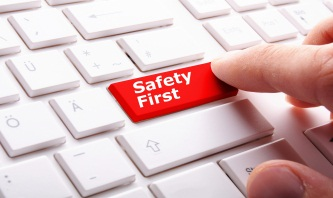 Safety
First
Ö
Ä